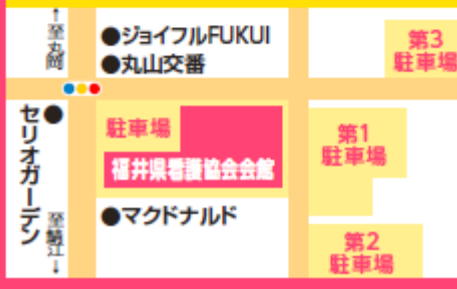 ↑至丸岡
●ジョイフルFUKUI
●丸山交番
第3
駐車場
●セリオガーデン
至鯖江↓
駐車場
福井県看護協会会館
第1
駐車場
●マクドナルド
第2
駐車場